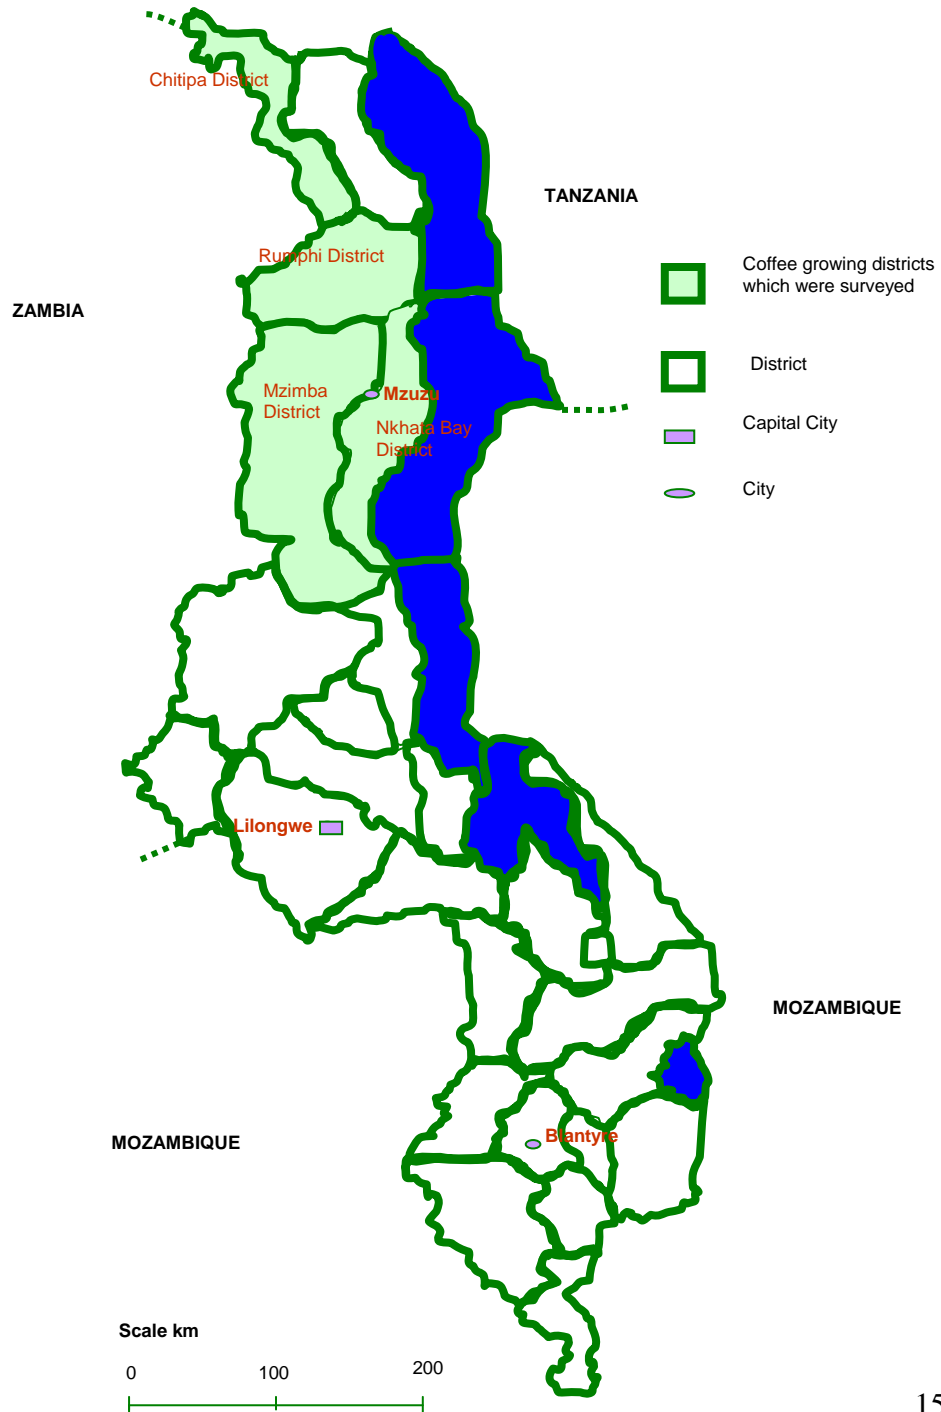 Chitipa District
TANZANIA
Rumphi District
Coffee growing districts
which were surveyed
ZAMBIA
District
Mzimba
District
Mzuzu
Nkhata Bay
District
Capital City
City
Lilongwe
MOZAMBIQUE
Blantyre
MOZAMBIQUE
Scale km
0 100 200
15